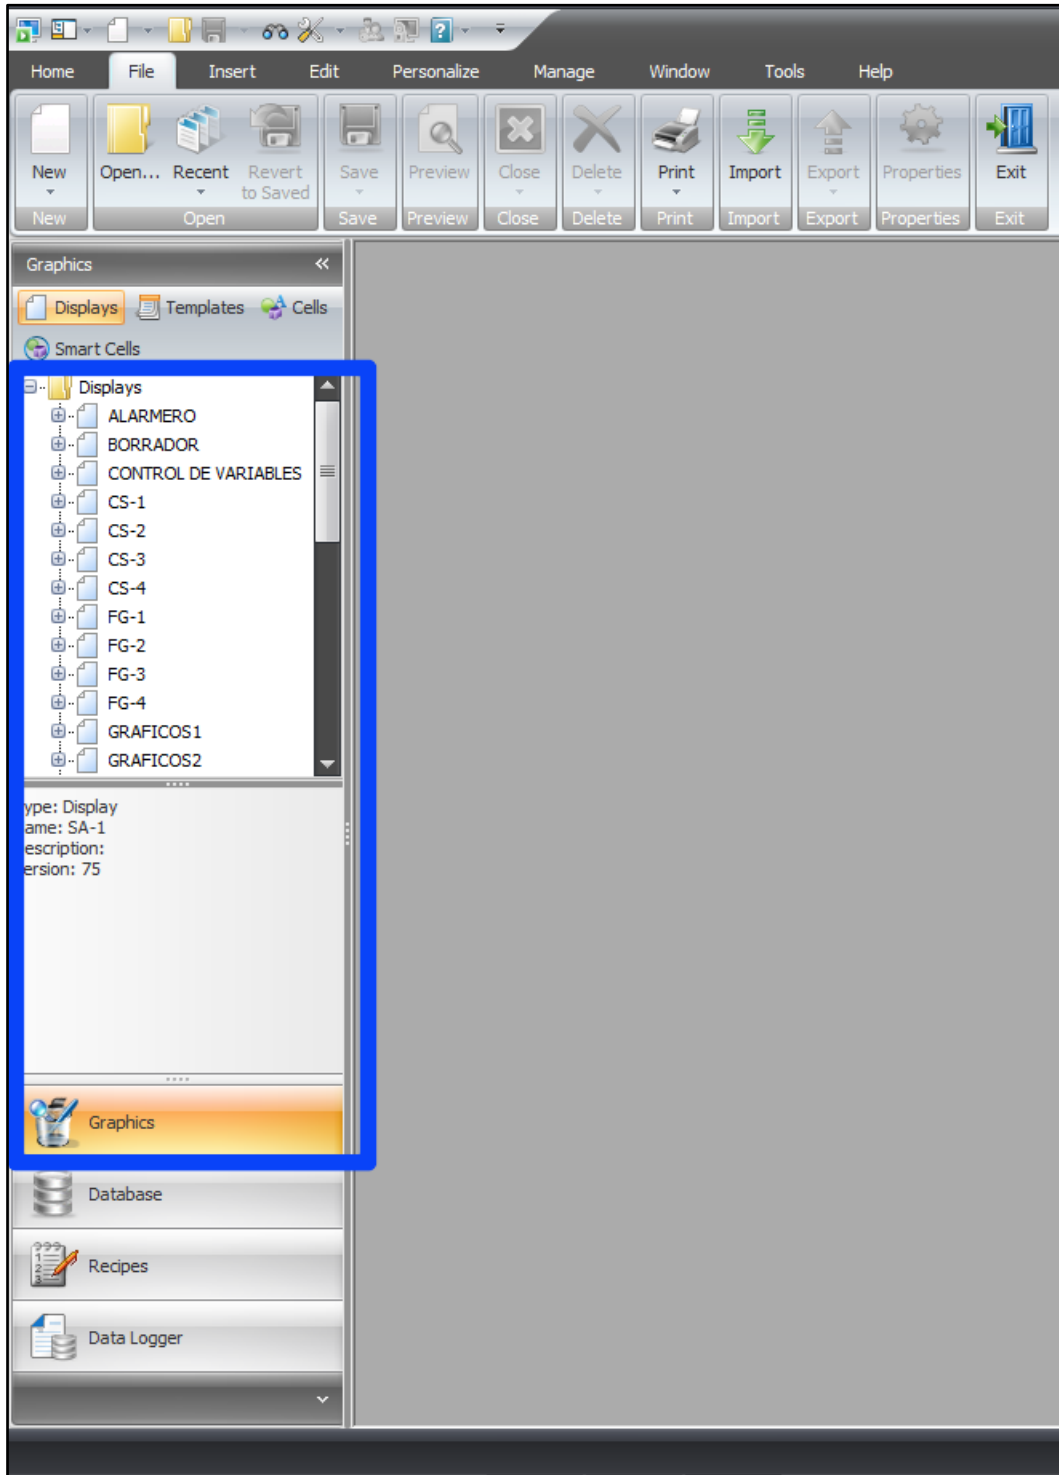 Home File Insert Edit Personalize Manage Window Tools Help
New Open... Recent Revert to Saved Save Preview Close Delete Print Import Export Properties Exit
New Open Save Preview Close Delete Print Import Export Properties Exit
Graphics
Displays Templates Cells
Smart Cells
Displays
ALARMERO
BORRADOR
CONTROL DE VARIABLES
CS-1
CS-2
CS-3
CS-4
FG-1
FG-2
FG-3
FG-4
GRAFICOS1
GRAFICOS2
ype: Display
ame: SA-1
escription:
ersion: 75
Graphics
Database
Recipes
Data Logger